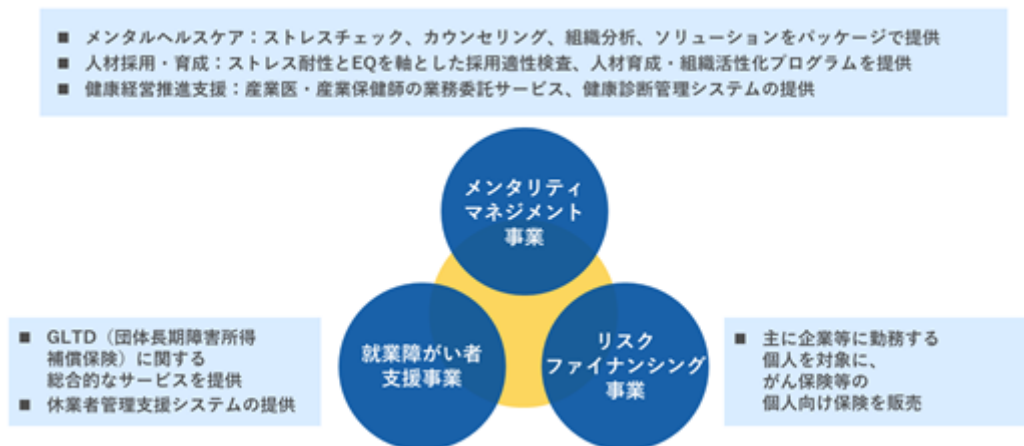 ■ メンタルヘルスケア：ストレスチェック、カウンセリング、組織分析、ソリューションをパッケージで提供
■ 人材採用・育成：ストレス耐性とEQを軸とした採用適性検査、人材育成・組織活性化プログラムを提供
■ 健康経営推進支援：産業医・産業保健師の業務委託サービス、健康診断管理システムの提供
メンタリティ
マネジメント
事業
■ GLTD（団体長期障害所得
補償保険）に関する
総合的なサービスを提供
■ 休業者管理支援システムの提供
就業障がい者
支援事業
リスク
ファイナンシング
事業
■ 主に企業等に勤務する
個人を対象に、
がん保険等の
個人向け保険を販売